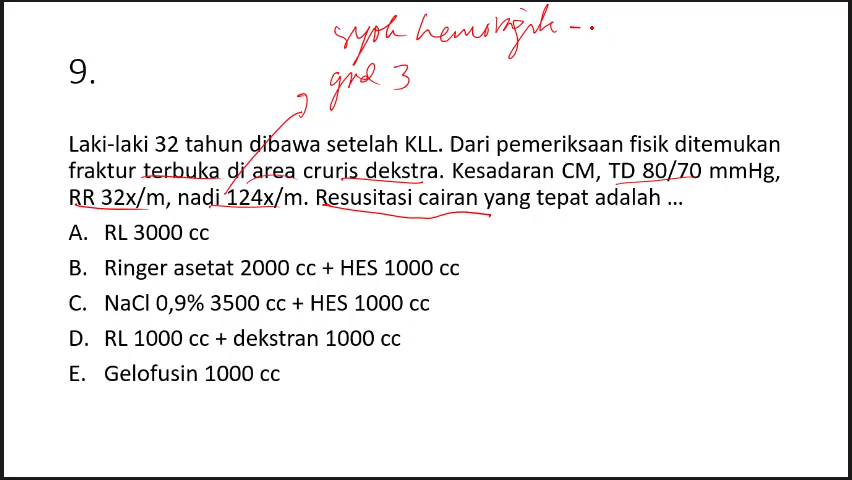 syok hemoragik -..
grd 3
9.
Laki-laki 32 tahun dibawa setelah KLL. Dari pemeriksaan fisik ditemukan
fraktur terbuka di area cruris dekstra. Kesadaran CM, TD 80/70 mmHg,
RR 32x/m, nadi 124x/m. Resusitasi cairan yang tepat adalah ...
A. RL 3000 cc
B. Ringer asetat 2000 cc + HES 1000 cc
C. NaCl 0,9% 3500 cc + HES 1000 cc
D. RL 1000 cc + dekstran 1000 cc
E. Gelofusin 1000 cc